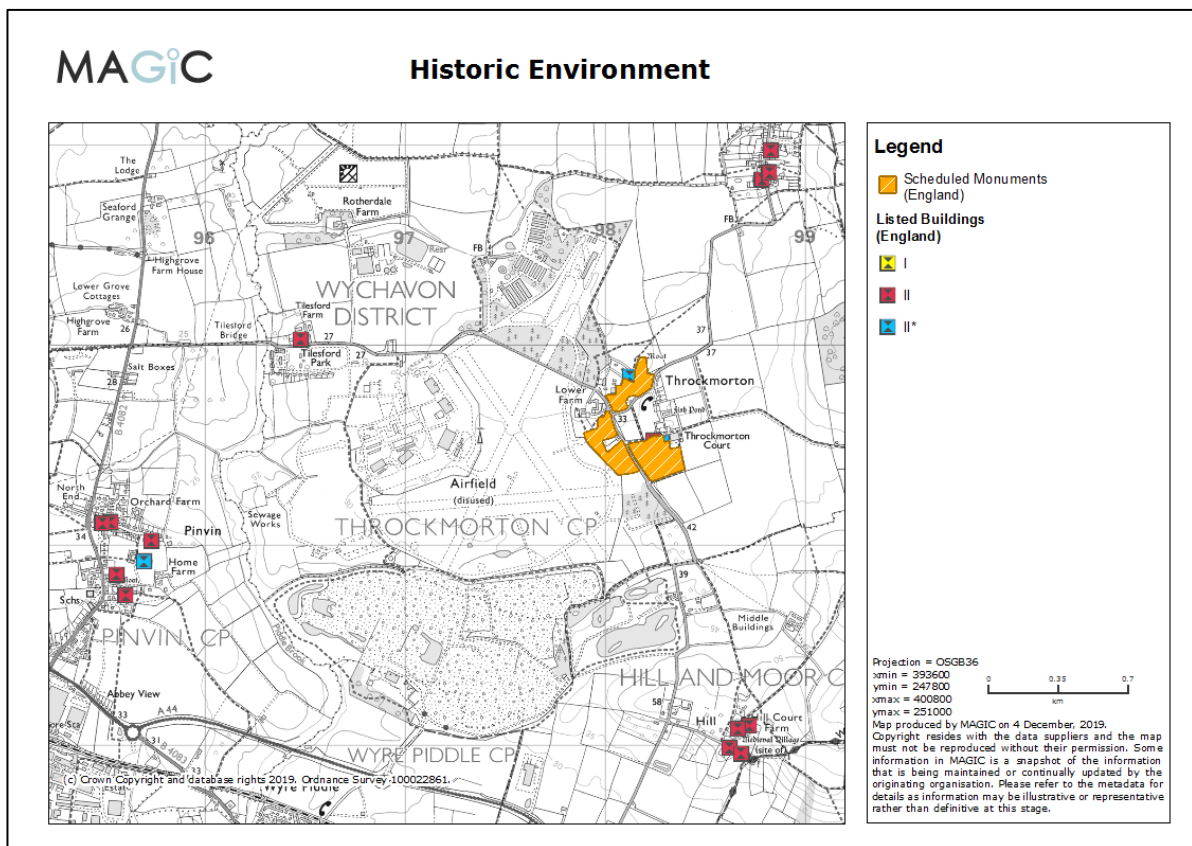 MAGiC
Historic Environment
The
Lodge
Seaford
Grange
Rotherdale
Farm
Resr
FB
FB
96
97
98
99
Highgrove
Farm House
WYCHAVON
DISTRICT
Lower Grove
Cottages
Highgrove
Farm
26
25
Tilesford
Bridge
Tilesford
Farm
27
Tilesford
Park
27
37
37
Moat
Throckmorton
Salt Boxes
28
B 4082
Lower
Farm
33
Fish Pond
Throckmorton
Court
Airfield
(disused)
North
End
Orchard Farm
34
Pinvin
Sewage
Works
THROCKMORTON CP
42
Home
Farm
Moat
Schs
39
Middle
Buildings
PINVIN CP
HILL AND MOOR C
Abbey View
33
31
A 44
B 4083
58
Hill
Hill Court
Farm
Medieval Village
(site of)
WYRE PIDDLE CP
(c) Crown Copyright and database rights 2019. Ordnance Survey 100022861.
Wyre Piddle
Legend
Scheduled Monuments
(England)
Listed Buildings
(England)
I
II
II*
Projection = OSGB36
xmin = 393600
ymin = 247800
xmax = 400800
ymax = 251000
0 0.35 0.7
km
Map produced by MAGIC on 4 December, 2019.
Copyright resides with the data suppliers and the map
must not be reproduced without their permission. Some
information in MAGIC is a snapshot of the information
that is being maintained or continually updated by the
originating organisation. Please refer to the metadata for
details as information may be illustrative or representative
rather than definitive at this stage.